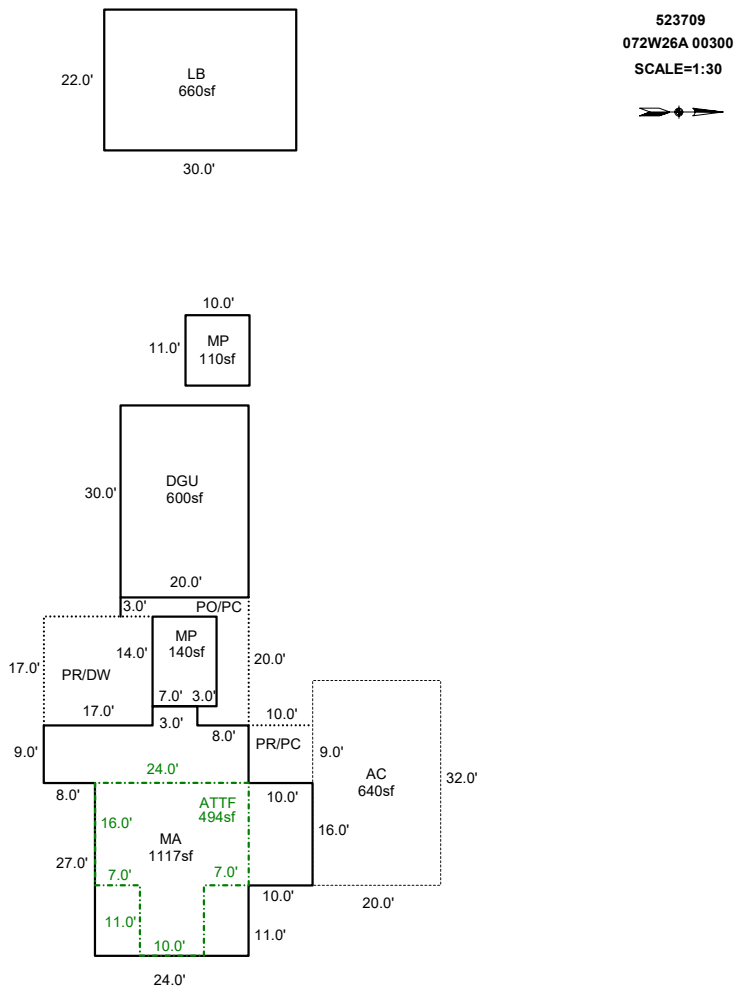 523709
072W26A 00300
SCALE=1:30
LB
660sf
22.0'
30.0'
10.0'
11.0'
MP
110sf
DGU
600sf
30.0'
20.0'
3.0'
PO/PC
MP
140sf
14.0'
17.0'
PR/DW
20.0'
7.0'
3.0'
17.0'
3.0'
8.0'
10.0'
PR/PC
9.0'
9.0'
AC
640sf
32.0'
24.0'
8.0'
10.0'
ATTF
494sf
16.0'
16.0'
MA
1117sf
27.0'
7.0'
7.0'
10.0'
20.0'
11.0'
11.0'
10.0'
24.0'